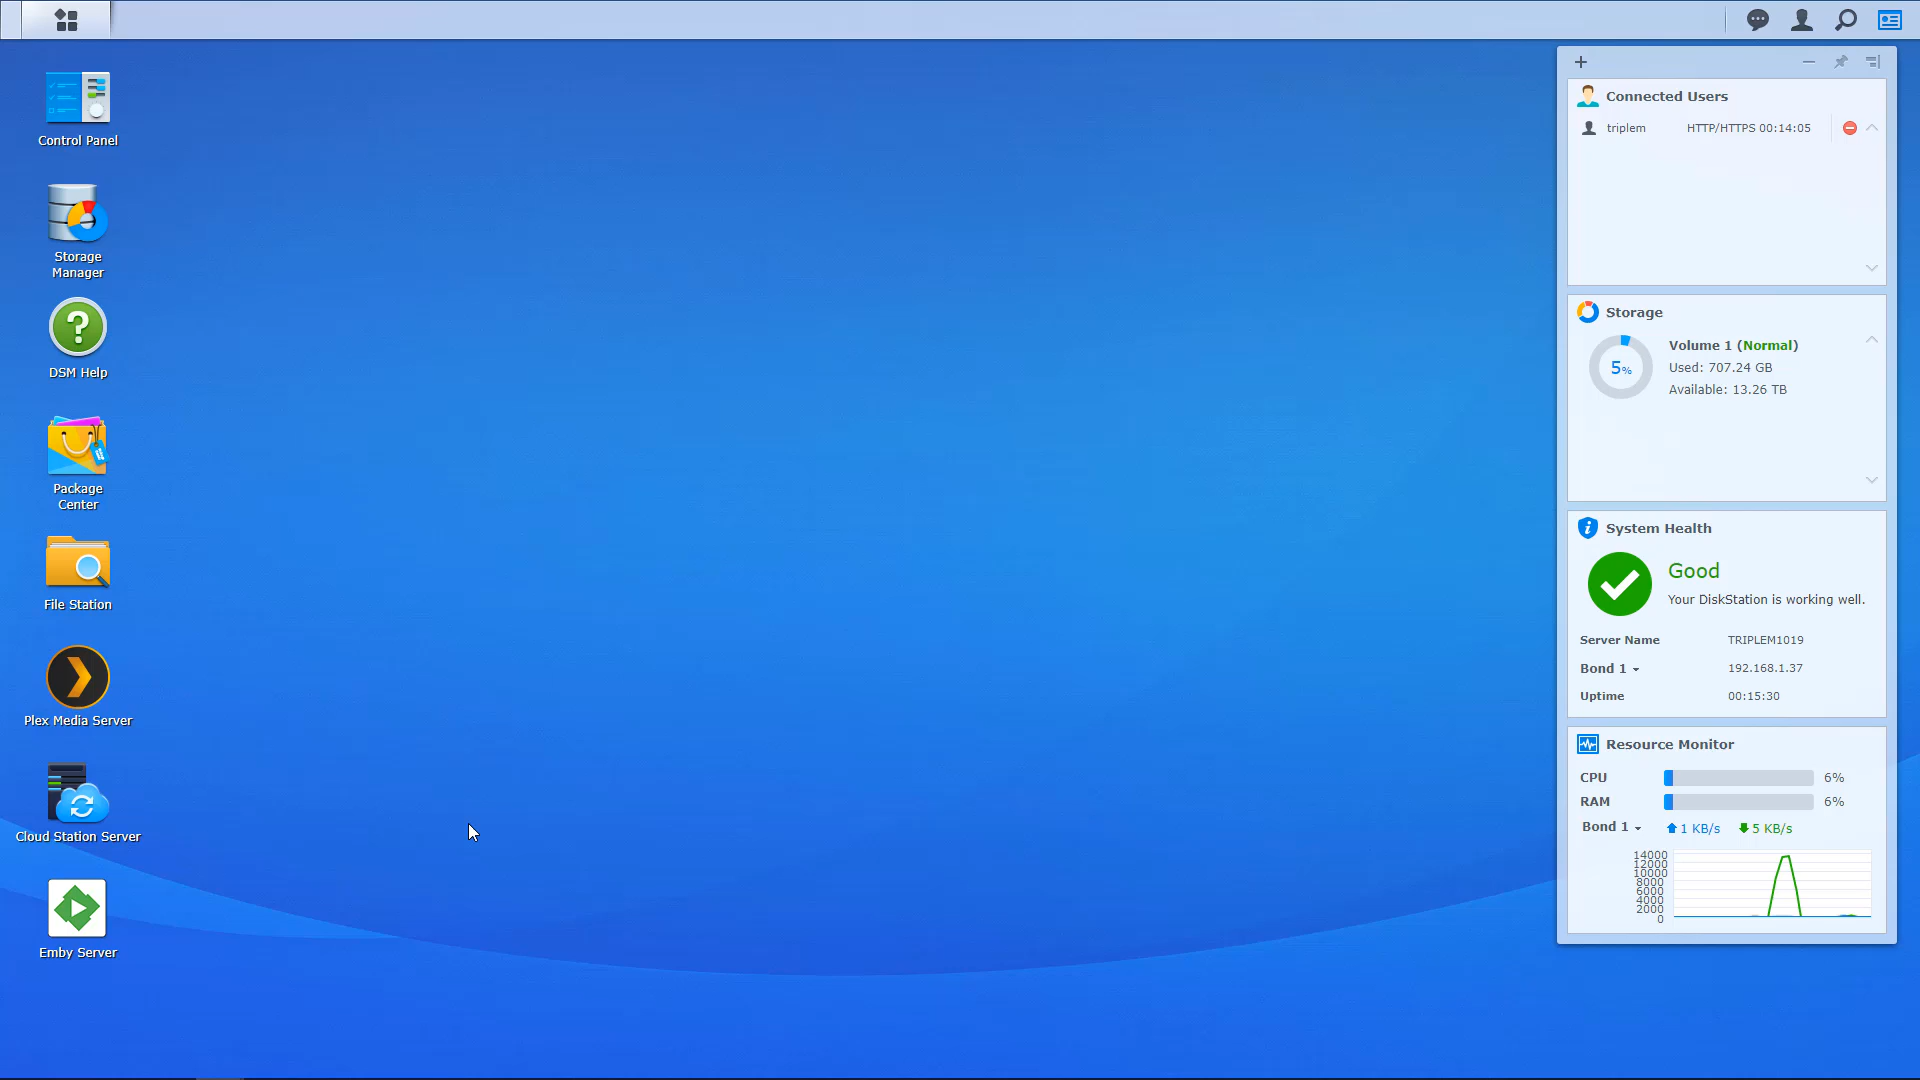 Control Panel
Storage
Manager
DSM Help
Package
Center
File Station
Plex Media Server
Cloud Station Server
Emby Server
Connected Users
triplem HTTP/HTTPS 00:14:05
Storage
5%
Volume 1 (Normal)
Used: 707.24 GB
Available: 13.26 TB
System Health
Good
Your DiskStation is working well.
Server Name TRIPLEM1019
Bond 1 192.168.1.37
Uptime 00:15:30
Resource Monitor
CPU 6%
RAM 6%
Bond 1 1 KB/s 5 KB/s
14000
12000
10000
8000
6000
4000
2000
0